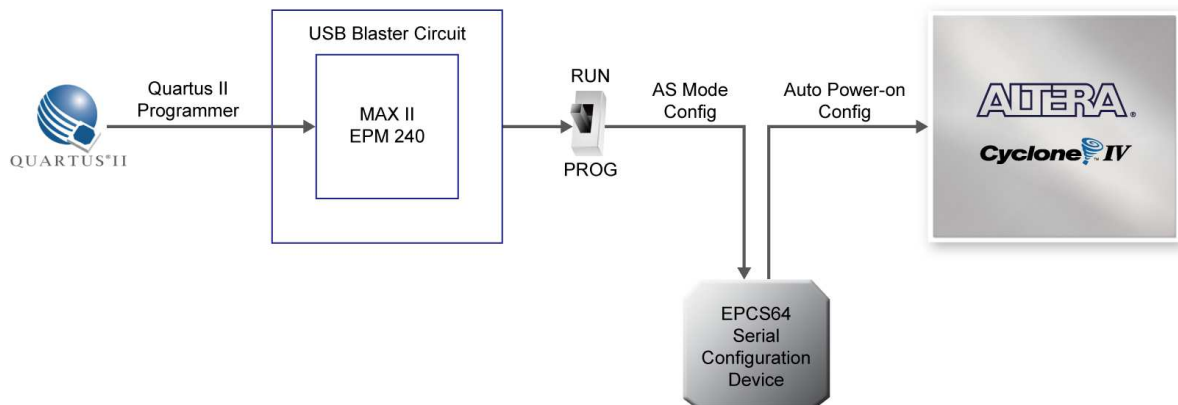 USB Blaster Circuit
Quartus II
Programmer
MAX II
EPM 240
QUARTUS®II
RUN
PROG
AS Mode
Config
Auto Power-on
Config
ALTERA®
Cyclone™ IV
EPCS64
Serial
Configuration
Device